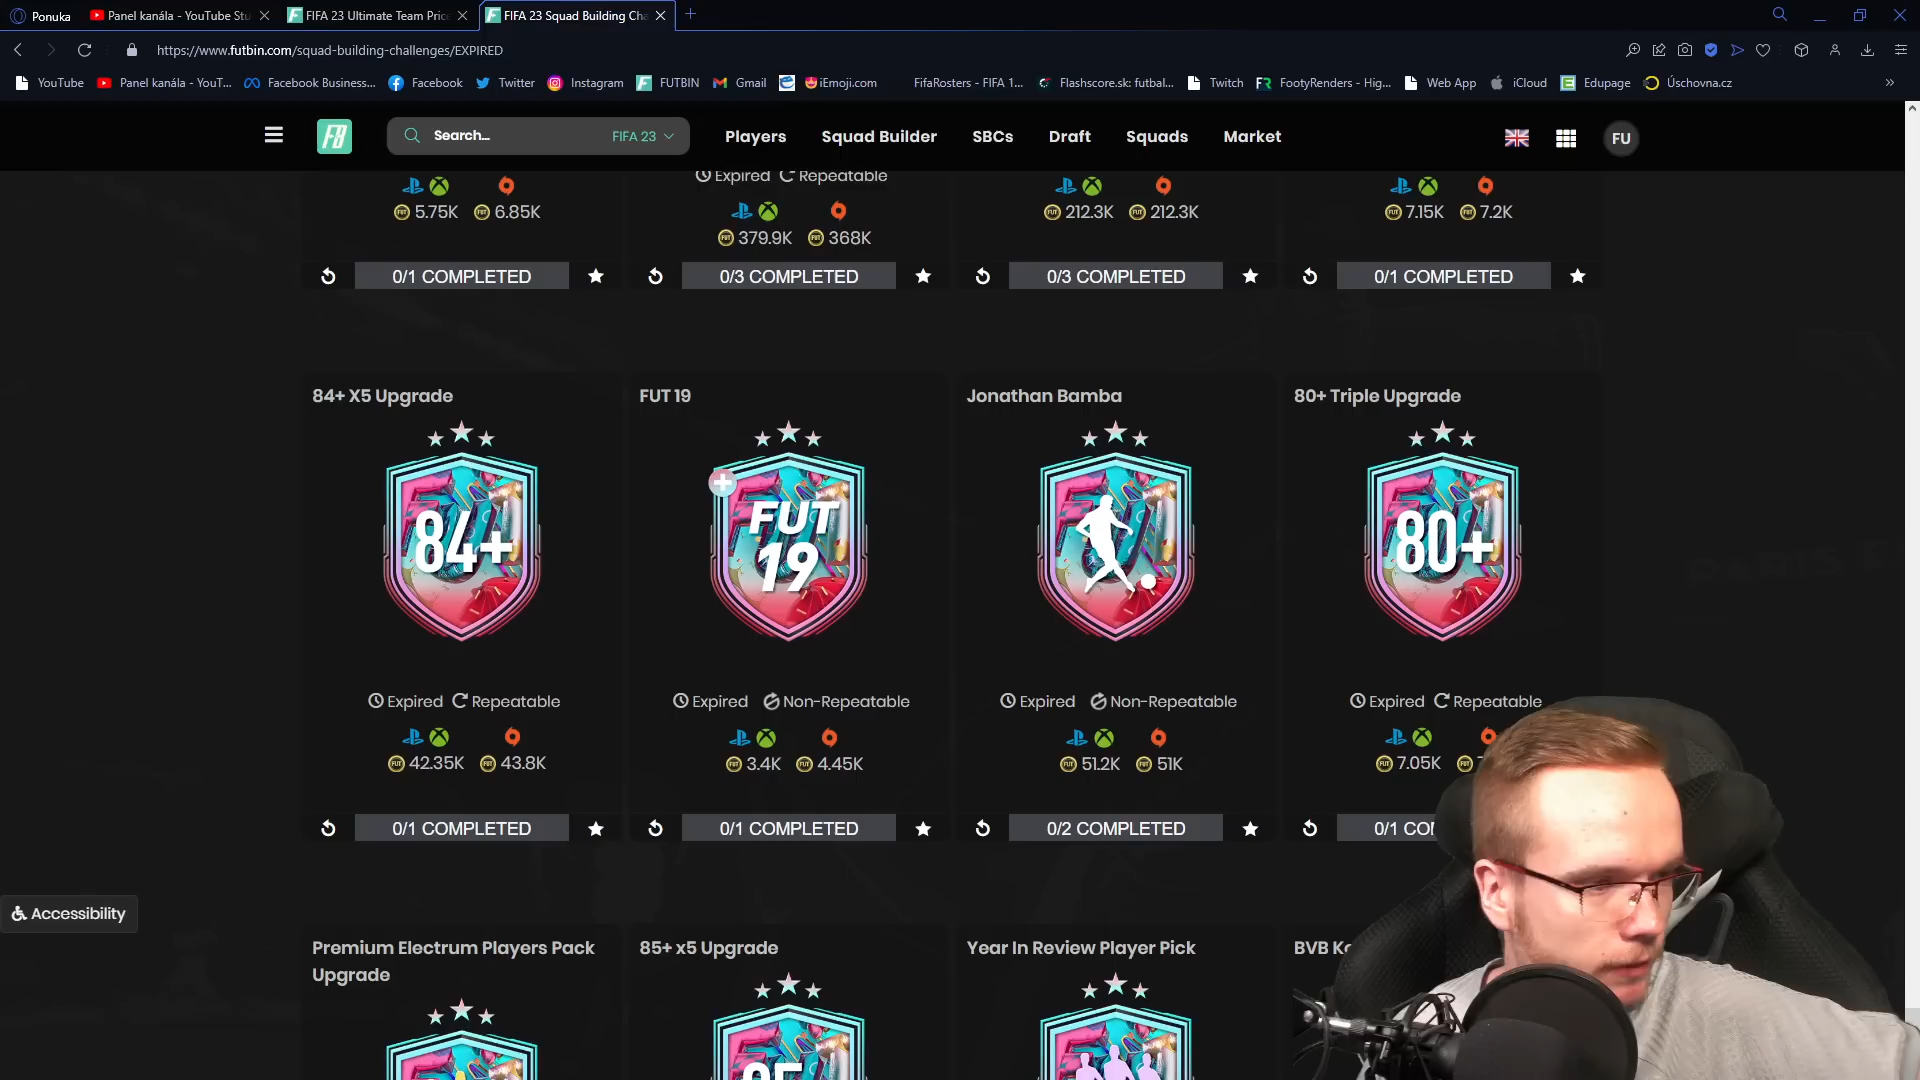 Ponuka
Panel kanála - YouTube Stu
FIFA 23 Ultimate Team Price
FIFA 23 Squad Building Cha
https://www.futbin.com/squad-building-challenges/EXPIRED
YouTube
Panel kanála - YouT...
Facebook Business...
Facebook
Twitter
Instagram
FUTBIN
Gmail
iEmoji.com
FifaRosters - FIFA 1...
Flashscore.sk: futbal...
Twitch
FootyRenders - Hig...
Web App
iCloud
Edupage
Úschovna.cz
Search...
FIFA 23
Players
Squad Builder
SBCs
Draft
Squads
Market
FU
Expired Repeatable
5.75K 6.85K
379.9K 368K
212.3K 212.3K
7.15K 7.2K
0/1 COMPLETED
0/3 COMPLETED
0/3 COMPLETED
0/1 COMPLETED
84+ X5 Upgrade
FUT 19
Jonathan Bamba
80+ Triple Upgrade
84+
FUT
19
80+
Expired Repeatable
Expired Non-Repeatable
Expired Non-Repeatable
Expired Repeatable
42.35K 43.8K
3.4K 4.45K
51.2K 51K
7.05K
0/1 COMPLETED
0/1 COMPLETED
0/2 COMPLETED
0/1 CO
Accessibility
Premium Electrum Players Pack
Upgrade
85+ x5 Upgrade
Year In Review Player Pick
BVB